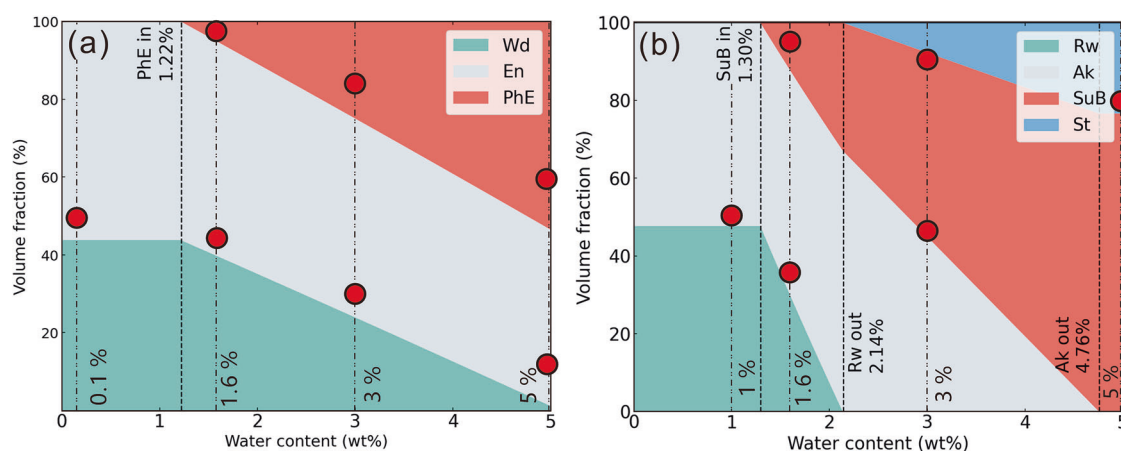 (a)
Volume fraction (%)
100
80
60
40
20
PhE in
1.22%
Wd
En
PhE
0.1 %
1.6 %
3 %
5 %
0 1 2 3 4 5
Water content (wt%)
(b)
Volume fraction (%)
100
80
60
40
20
0
SuB in
1.30%
Rw
Ak
SuB
St
1 %
1.6 %
Rw out
2.14%
3 %
Ak out
4.76%
5 %
0 1 2 3 4 5
Water content (wt%)